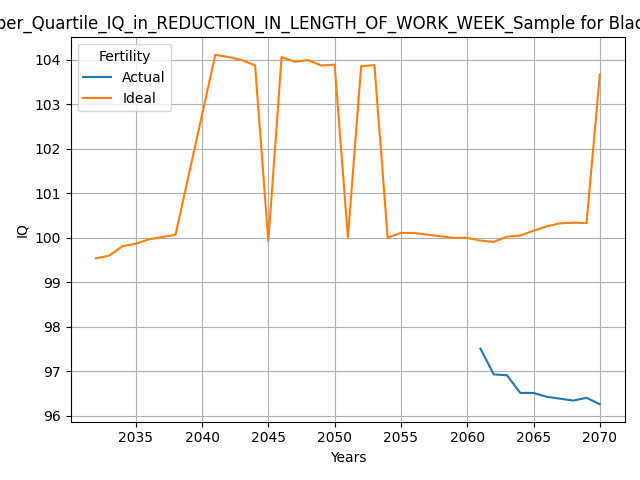 per_Quartile_IQ_in_REDUCTION_IN_LENGTH_OF_WORK_WEEK_Sample for Blac
Fertility
Actual
Ideal
104
103
102
101
100
99
98
97
96
IQ
2035 2040 2045 2050 2055 2060 2065 2070
Years